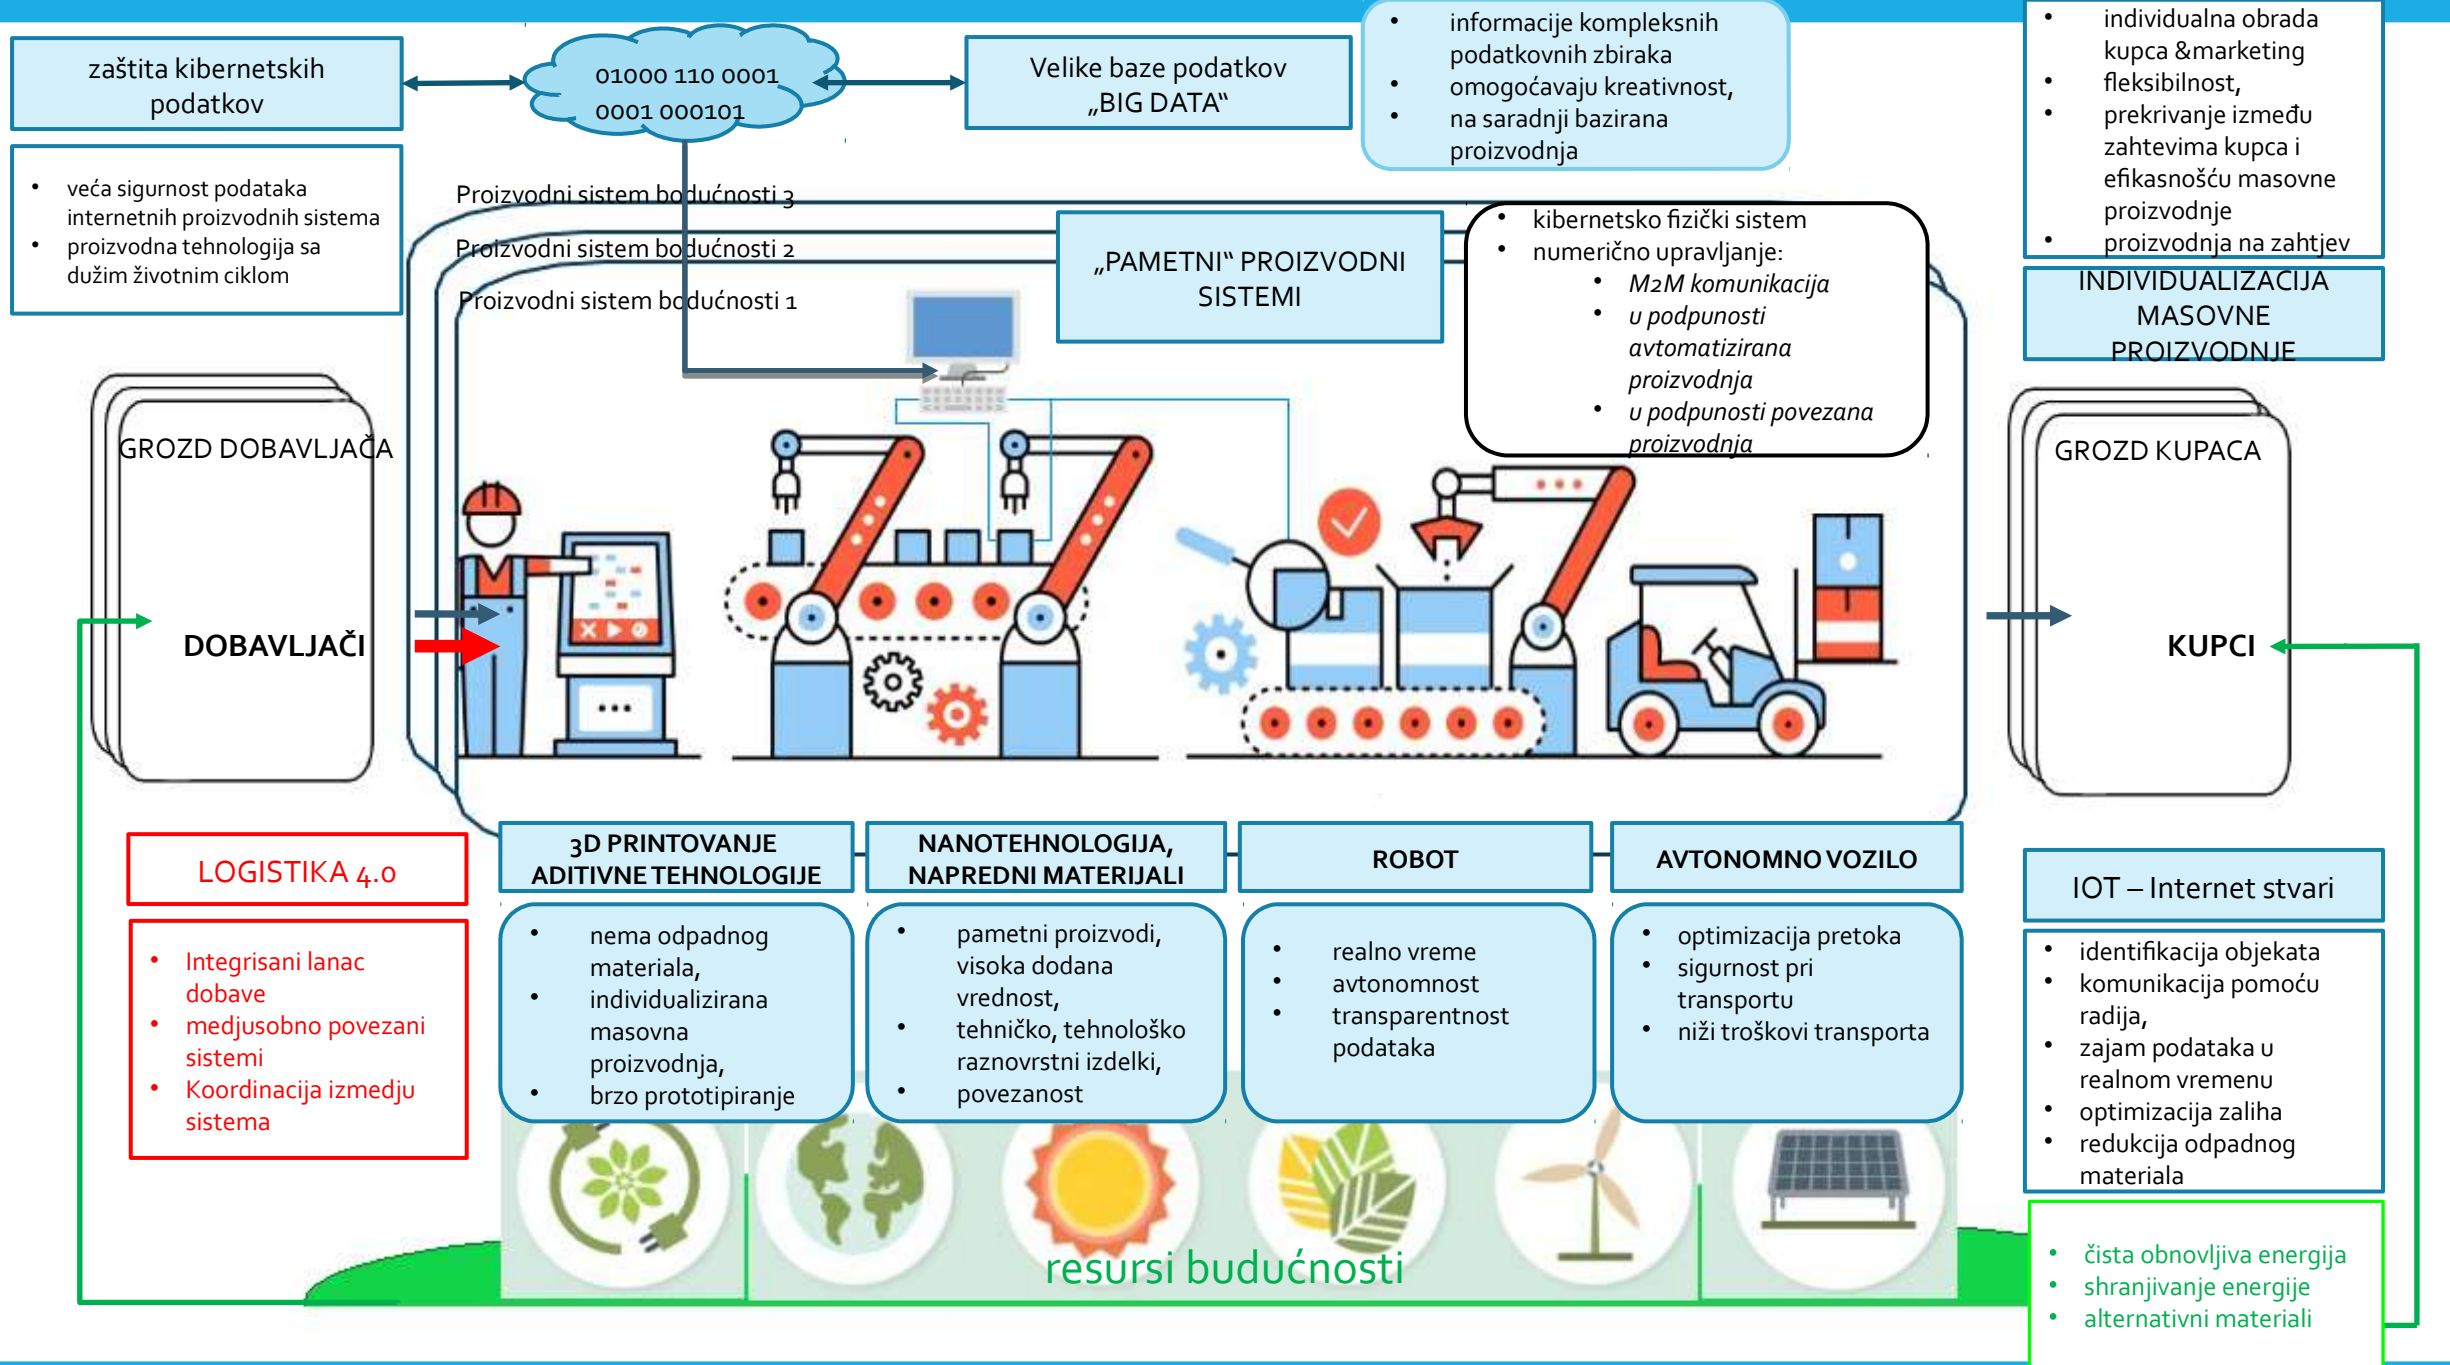 zaštita kibernetskih
podatkov
01000 110 0001
0001 000101
Velike baze podatkov
„BIG DATA“
• informacije kompleksnih
podatkovnih zbiraka
• omogoćavaju kreativnost,
• na saradnji bazirana
proizvodnja
• individualna obrada
kupca &marketing
• fleksibilnost,
• prekrivanje između
zahtevima kupca i
efikasnošću masovne
proizvodnje
• proizvodnja na zahtjev
INDIVIDUALIZACIJA
MASOVNE
PROIZVODNJE
• veća sigurnost podataka
internetnih proizvodnih sistema
• proizvodna tehnologija sa
dužim životnim ciklom
Proizvodni sistem bodućnosti 3
Proizvodni sistem bodućnosti 2
Proizvodni sistem bodućnosti 1
„PAMETNI“ PROIZVODNI
SISTEMI
• kibernetsko fizički sistem
• numerično upravljanje:
• M2M komunikacija
• u podpunosti
avtomatizirana
proizvodnja
• u podpunosti povezana
proizvodnja
GROZD DOBAVLJAČA
DOBAVLJAČI
GROZD KUPACA
KUPCI
LOGISTIKA 4.0
• Integrisani lanac
dobave
• medjusobno povezani
sistemi
• Koordinacija izmedju
sistema
3D PRINTOVANJE
ADITIVNE TEHNOLOGIJE
• nema odpadnog
materiala,
• individualizirana
masovna
proizvodnja,
• brzo prototipiranje
NANOTEHNOLOGIJA,
NAPREDNI MATERIJALI
• pametni proizvodi,
visoka dodana
vrednost,
• tehničko, tehnološko
raznovrstni izdelki,
• povezanost
ROBOT
• realno vreme
• avtonomnost
• transparentnost
podataka
AVTONOMNO VOZILO
• optimizacija pretoka
• sigurnost pri
transportu
• niži troškovi transporta
IOT – Internet stvari
• identifikacija objekata
• komunikacija pomoću
radija,
• zajam podataka u
realnom vremenu
• optimizacija zaliha
• redukcija odpadnog
materiala
resursi budućnosti
• čista obnovljiva energija
• shranjivanje energije
• alternativni materiali